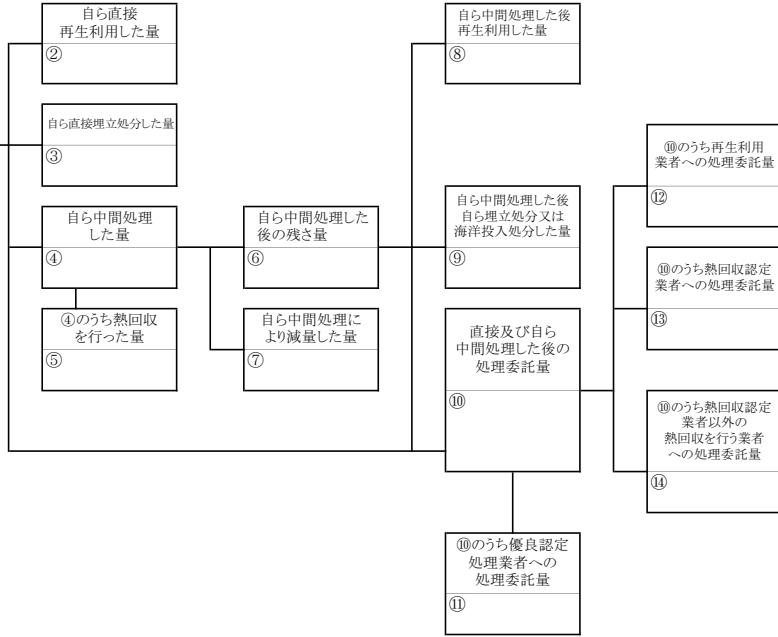 自ら直接
再生利用した量
②
自ら直接埋立処分した量
③
自ら中間処理
した量
④
④のうち熱回収
を行った量
⑤
自ら中間処理した
後の残さ量
⑥
自ら中間処理に
より減量した量
⑦
自ら中間処理した後
再生利用した量
⑧
自ら中間処理した後
自ら埋立処分又は
海洋投入処分した量
⑨
直接及び自ら
中間処理した後の
処理委託量
⑩
⑩のうち優良認定
処理業者への
処理委託量
⑪
⑩のうち再生利用
業者への処理委託量
⑫
⑩のうち熱回収認定
業者への処理委託量
⑬
⑩のうち熱回収認定
業者以外の
熱回収を行う業者
への処理委託量
⑭